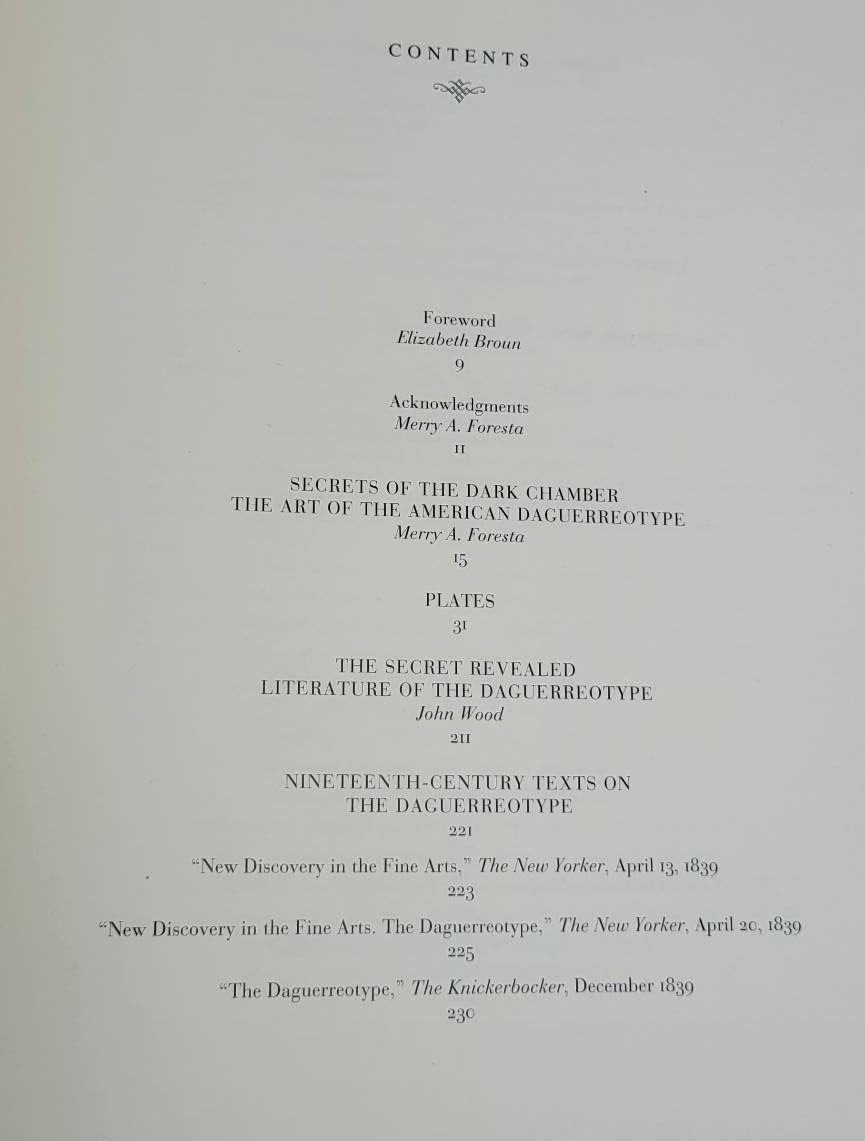 CONTENTS
Foreword
Elizabeth Broun
9
Acknowledgments
Merry A. Foresta
11
SECRETS OF THE DARK CHAMBER
THE ART OF THE AMERICAN DAGUERREOTYPE
Merry A. Foresta
15
PLATES
31
THE SECRET REVEALED
LITERATURE OF THE DAGUERREOTYPE
John Wood
211
NINETEENTH-CENTURY TEXTS ON
THE DAGUERREOTYPE
221
“New Discovery in the Fine Arts,” The New Yorker, April 13, 1839
223
“New Discovery in the Fine Arts. The Daguerreotype,” The New Yorker, April 20, 1839
225
“The Daguerreotype,” The Knickerbocker, December 1839
230